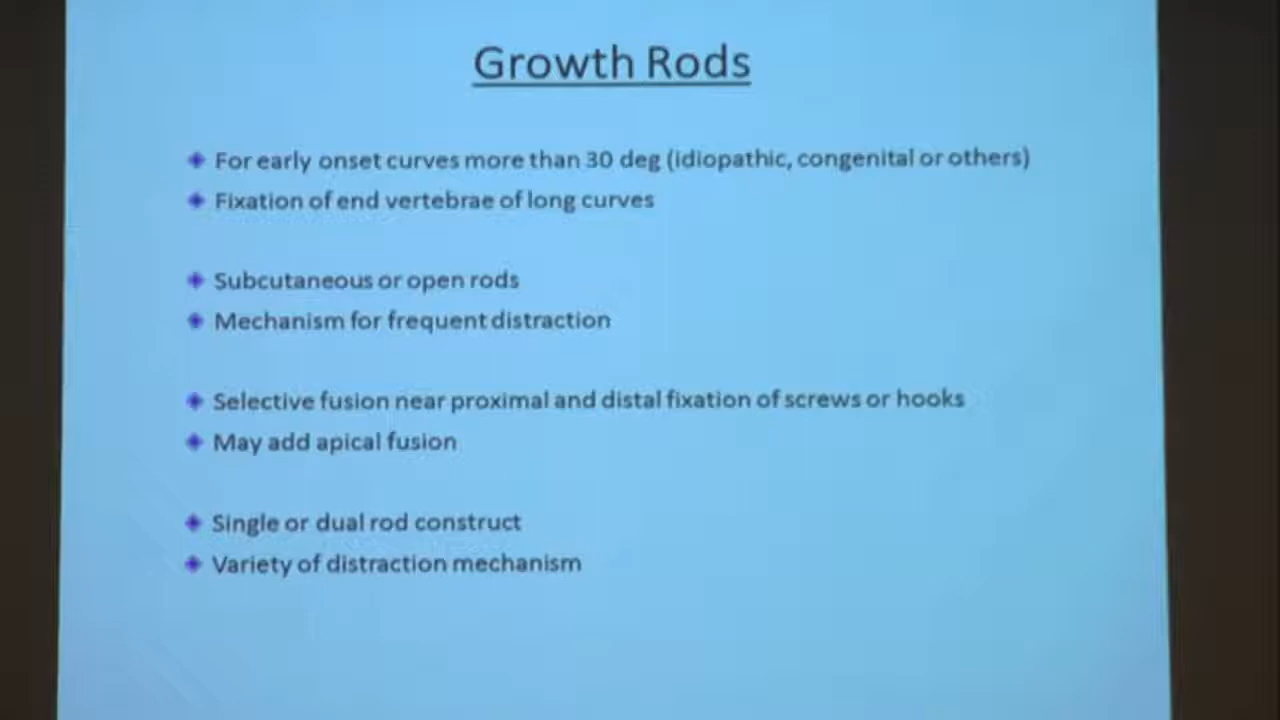 Growth Rods
For early onset curves more than 30 deg (idiopathic, congenital or others)
Fixation of end vertebrae of long curves
Subcutaneous or open rods
Mechanism for frequent distraction
Selective fusion near proximal and distal fixation of screws or hooks
May add apical fusion
Single or dual rod construct
Variety of distraction mechanism